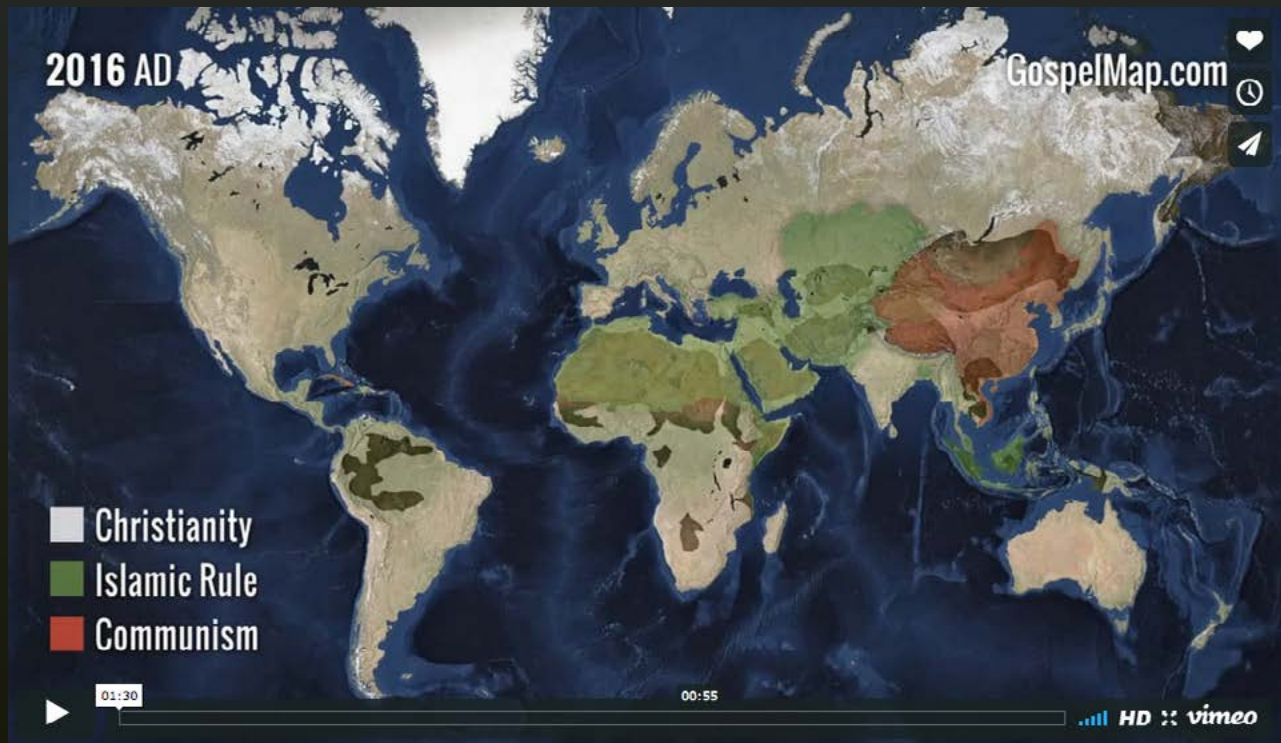 2016 AD
GospelMap.com
Christianity
Islamic Rule
Communism
01:30
00:55
HD vimeo